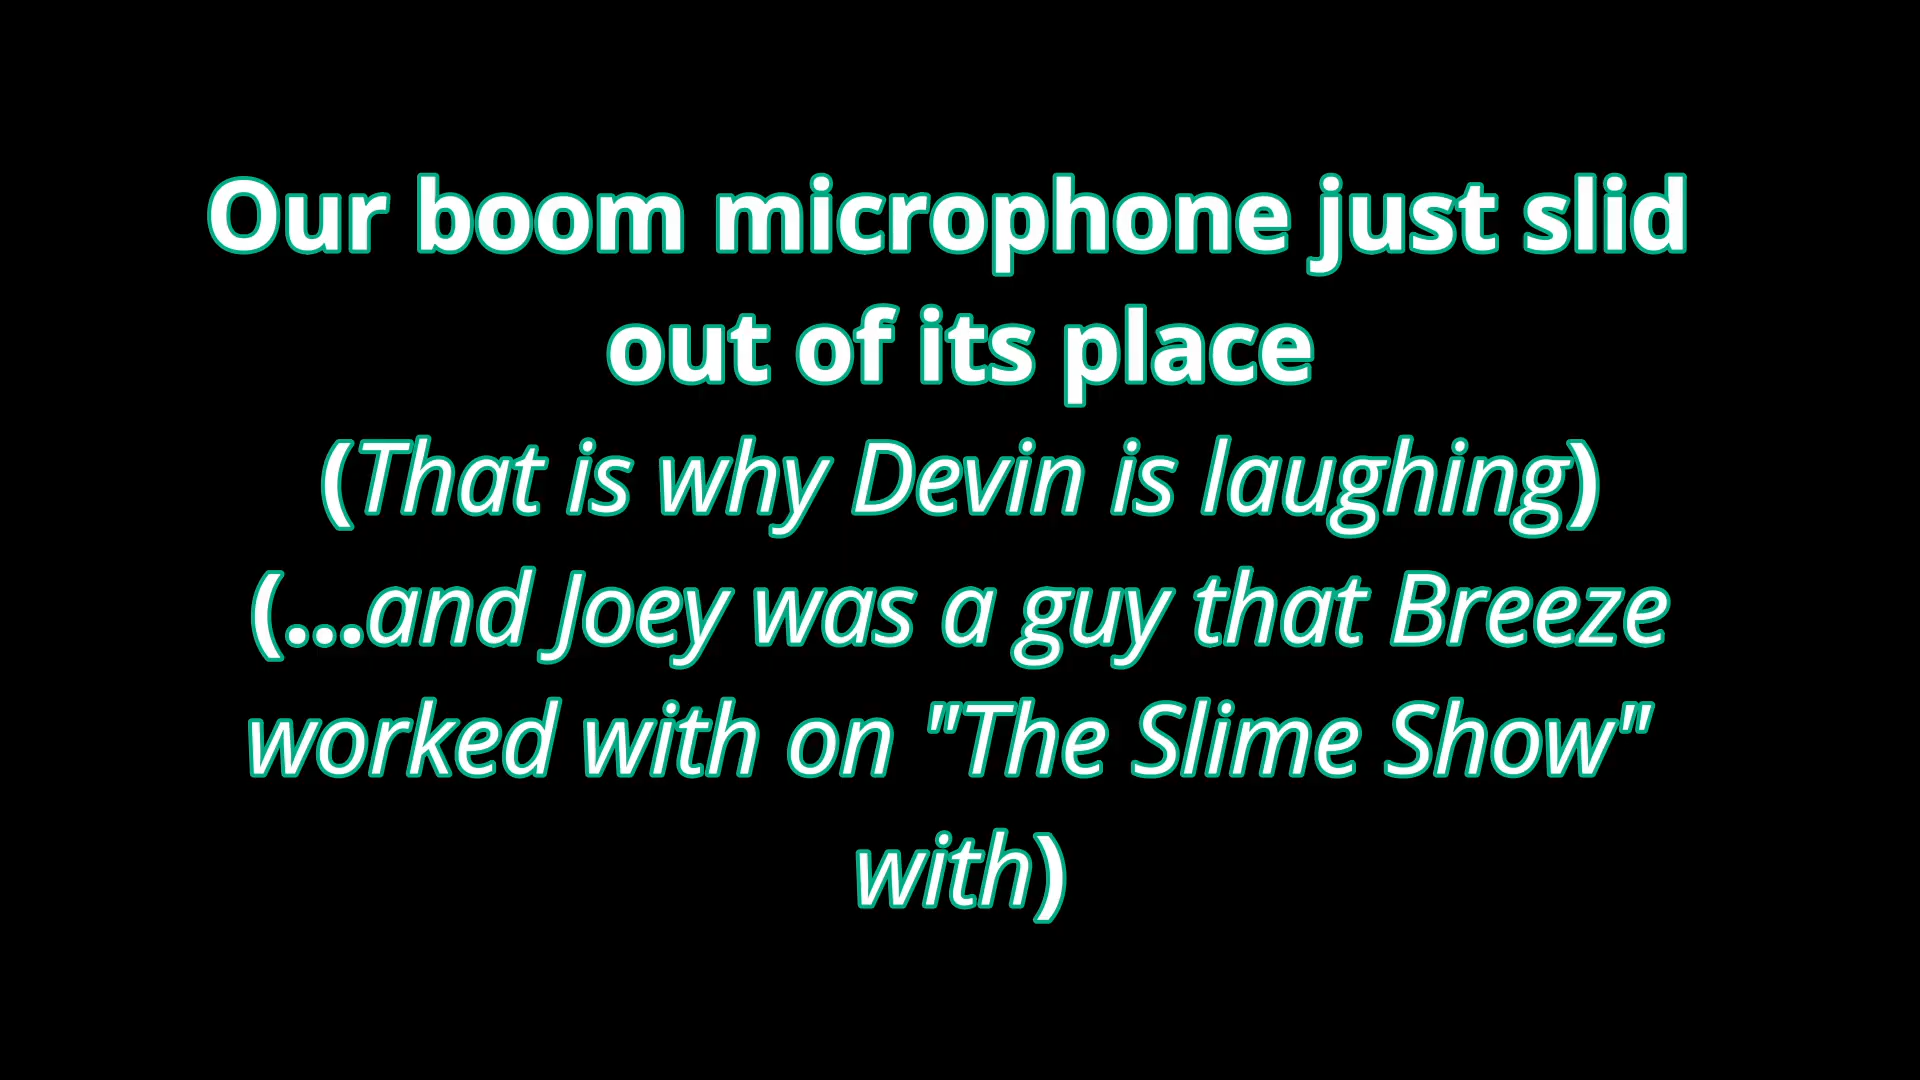 Our boom microphone just slid
out of its place
(That is why Devin is laughing)
(...and Joey was a guy that Breeze
worked with on "The Slime Show"
with)